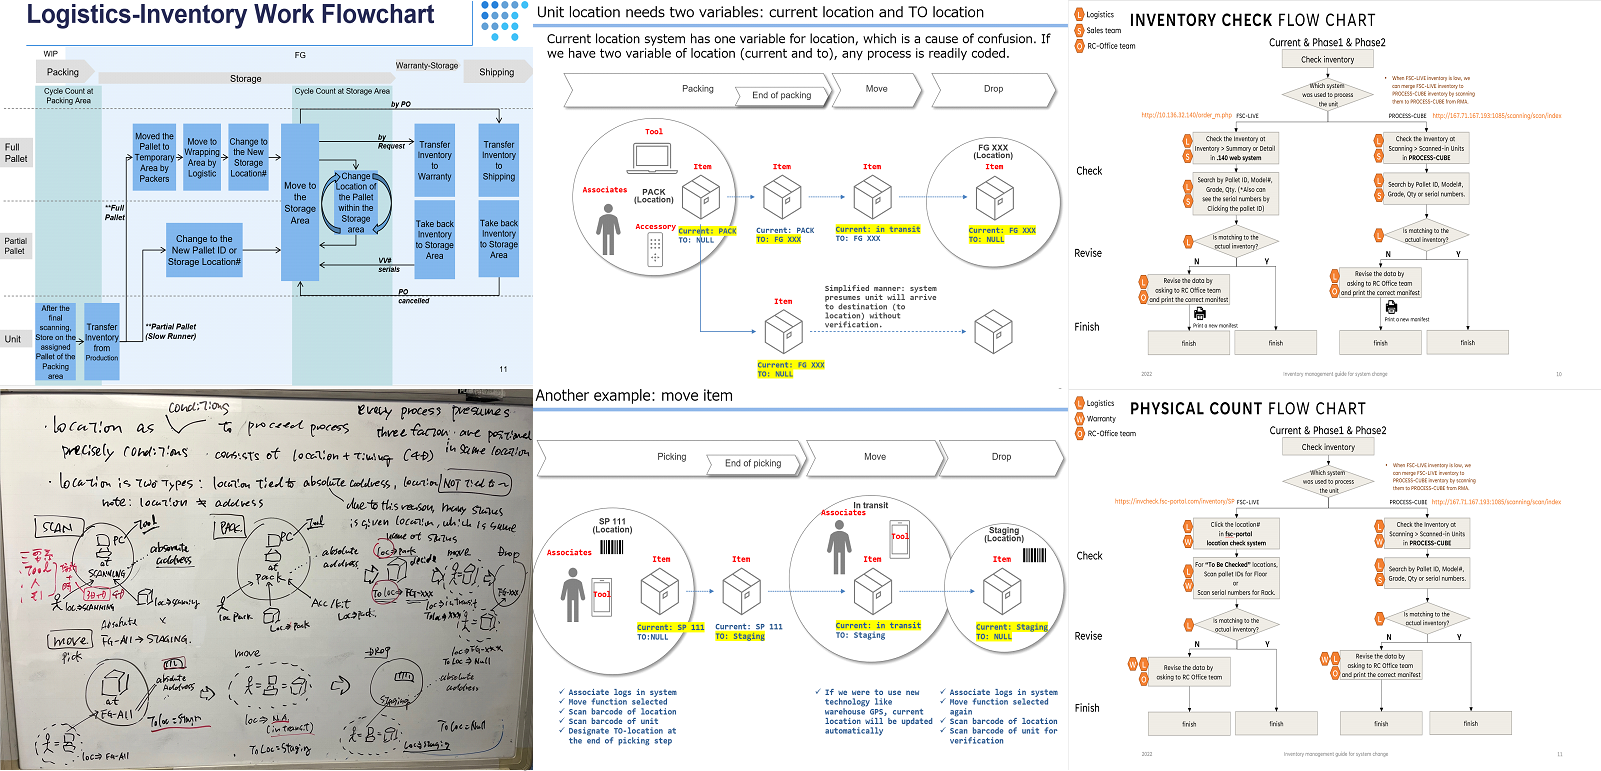 Logistics-Inventory Work Flowchart
WIP
FG
Packing
Storage
Warranty-Storage
Shipping
Cycle Count at
Packing Area
Cycle Count at Storage Area
by PO
Full
Pallet
Moved the
Pallet to
Temporary
Area by
Packers
Move to
Wrapping
Area by
Logistic
Change to
the New
Storage
Location#
by
Request
Transfer
Inventory
to
Warranty
Transfer
Inventory
to
Shipping
Move to
the Storage
Area
Change
Location of
the Pallet
within the
Storage
area
**Full
Pallet
Partial
Pallet
Change to the
New Pallet ID or
Storage Location#
Take back
Inventory
to Storage
Area
Take back
Inventory
to Storage
Area
VV#
serials
PO
cancelled
Unit
After the
final
scanning,
Store on the
assigned
Pallet of the
Packing
area
Transfer
Inventory
from
Production
**Partial Pallet
(Slow Runner)
11
Unit location needs two variables: current location and TO location
Current location system has one variable for location, which is a cause of confusion. If
we have two variable of location (current and to), any process is readily coded.
Packing
End of packing
Move
Drop
Tool
Associates
PACK
(Location)
Accessory
Item
Current: PACK
TO: NULL
Item
Current: PACK
TO: FG XXX
Item
Current: in transit
TO: FG XXX
FG XXX
(Location)
Item
Current: FG XXX
TO: NULL
Simplified manner: system
presumes unit will arrive
to destination (to
location) without
verification.
Item
Current: FG XXX
TO: NULL
L Logistics
S Sales team
O RC-Office team
INVENTORY CHECK FLOW CHART
Current & Phase1 & Phase2
Check inventory
Which system
was used to process
the unit
• When FSC-LIVE inventory is low, we
can merge FSC-LIVE inventory to
PROCESS-CUBE inventory by scanning
them to PROCESS-CUBE from RMA.
http://10.136.32.140/order_m.php FSC-LIVE
PROCESS-CUBE http://167.71.167.193:1085/scanning/scan/index
Check
L
S
Check the Inventory at
Inventory > Summary or Detail
in .140 web system
L
S
Check the Inventory at
Scanning > Scanned-in Units
in PROCESS-CUBE
L
S
Search by Pallet ID, Model#,
Grade, Qty. (*Also can
see the serial numbers by
Clicking the pallet ID)
L
S
Search by Pallet ID, Model#,
Grade, Qty or serial numbers.
Revise
L
Is matching to the
actual inventory?
L
Is matching to the
actual inventory?
N
Y
N
Y
L
O
Revise the data by
asking to RC Office team
and print the correct manifest
L
O
Revise the data by
asking to RC Office team
and print the correct manifest
Print a new manifest
Print a new manifest
Finish
finish
finish
finish
finish
2022
Inventory management guide for system change
10
conditions
• Location as
to proceed process
precisely conditions
• consists of location + timing (4D)
Every process presumes
three factors are positioned
in same location
• Location is two types: location tied to absolute address, location NOT tied to
note: location ≠ address
due to this reason many status
is given location, which is same
name of status
SCAN
Tool
PC
at
SCANNING
absolute
address
loc⇒SCANNING
loc⇒scanning
Absolute
PACK
Tool
PC
at
pack
absolute
address
loc Pack
Loc⇒pack
Acc/Kit
Loc⇒pack
loc⇒Pack
decide
To loc⇒FG-XXX
move
loc⇒in transit
To loc⇒XXX
Drop
FG-XXX
loc⇒FG-XXX
To Loc⇒Null
move
FG-All → STAGING.
Pick
at
FG-All
absolute
Address
To loc=Stagin
loc⇒FG-All
move
loc⇒N.A.
(in transit)
To Loc=Staging
DROP
STAGING
absolute
address
To Loc=Null
Loc⇒staging
Another example: move item
Picking
End of picking
Move
Drop
SP 111
(Location)
Associates
Tool
Item
Current: SP 111
TO:NULL
Item
Current: SP 111
TO: Staging
In transit
Associates
Tool
Item
Current: in transit
TO: Staging
Staging
(Location)
Item
Current: Staging
TO: NULL
✓ Associate logs in system
✓ Move function selected
✓ Scan barcode of location
✓ Scan barcode of unit
✓ Designate TO-location at
the end of picking step
✓ If we were to use new
technology like
warehouse GPS, current
location will be updated
automatically
✓ Associate logs in system
✓ Move function selected
again
✓ Scan barcode of location
✓ Scan barcode of unit for
verification
L Logistics
W Warranty
O RC-Office team
PHYSICAL COUNT FLOW CHART
Current & Phase1 & Phase2
Check inventory
Which system
was used to process
the unit
• When FSC-LIVE inventory is low, we
can merge FSC-LIVE inventory to
PROCESS-CUBE inventory by scanning
them to PROCESS-CUBE from RMA.
https://invcheck.fsc-portal.com/inventory/SP FSC-LIVE
PROCESS-CUBE http://167.71.167.193:1085/scanning/scan/index
Check
L
W
Click the location#
in fsc-portal
location check system
L
W
Check the Inventory at
Scanning > Scanned-in Units
in PROCESS-CUBE
L
W
For "To Be Checked" locations,
Scan pallet IDs for Floor
or
Scan serial numbers for Rack.
L
S
Search by Pallet ID, Model#,
Grade, Qty or serial numbers.
Revise
L
Is matching to the
actual inventory?
L
Is matching to the
actual inventory?
N
Y
N
Y
W
L
O
Revise the data by
asking to RC Office team
W
L
O
Revise the data by
asking to RC Office team
and print the correct manifest
Finish
finish
finish
finish
finish
2022
Inventory management guide for system change
11